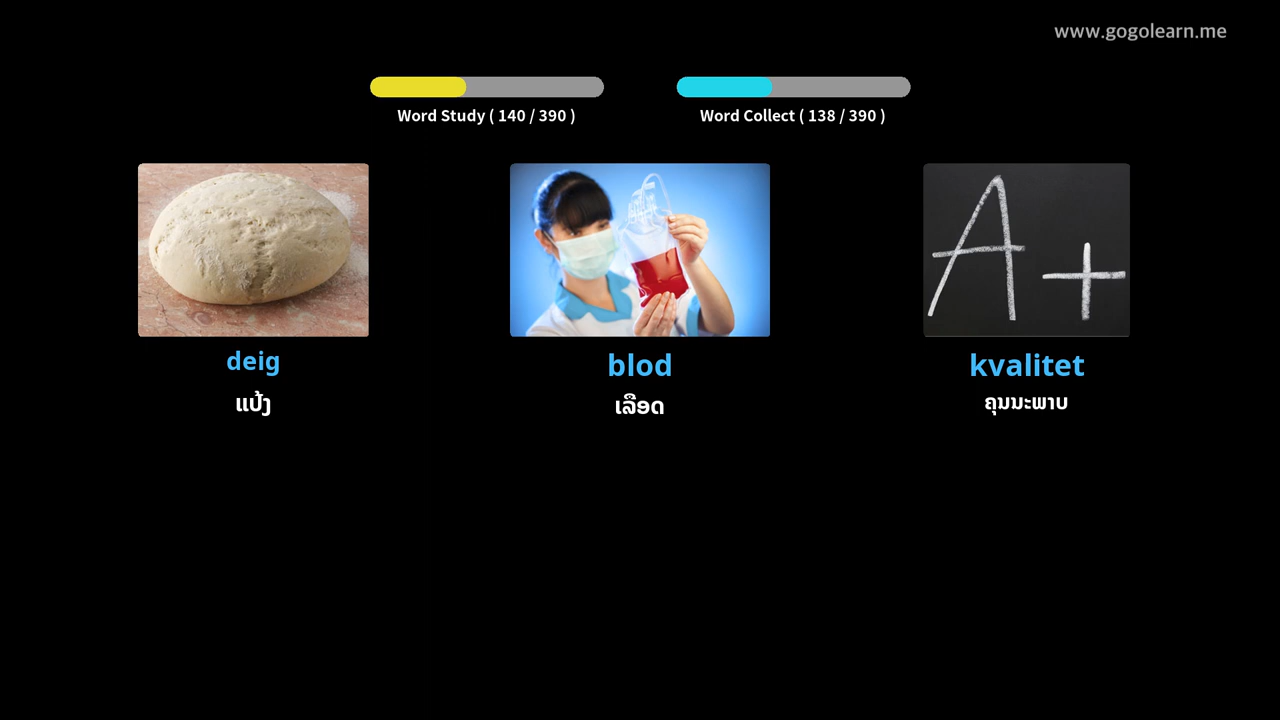 www.gogolearn.me
Word Study ( 140 / 390 )
Word Collect ( 138 / 390 )
A+
deig
blod
kvalitet
ແປ້ງ
ເລືອດ
ຄຸນນະພາບ